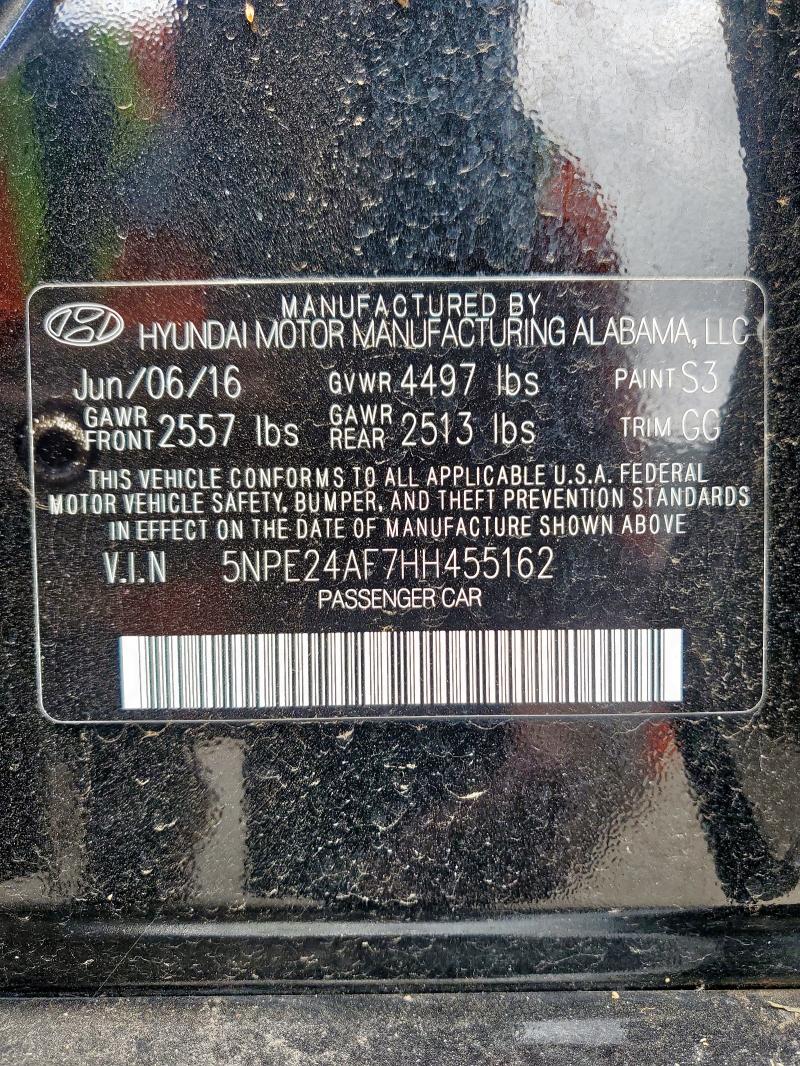 MANUFACTURED BY
HYUNDAI MOTOR MANUFACTURING ALABAMA, LLC
Jun/06/16 GVWR 4497 lbs PAINT S3
GAWR FRONT 2557 lbs GAWR REAR 2513 lbs TRIM GG
THIS VEHICLE CONFORMS TO ALL APPLICABLE U.S.A. FEDERAL
MOTOR VEHICLE SAFETY, BUMPER, AND THEFT PREVENTION STANDARDS
IN EFFECT ON THE DATE OF MANUFACTURE SHOWN ABOVE
V.I.N 5NPE24AF7HH455162
PASSENGER CAR